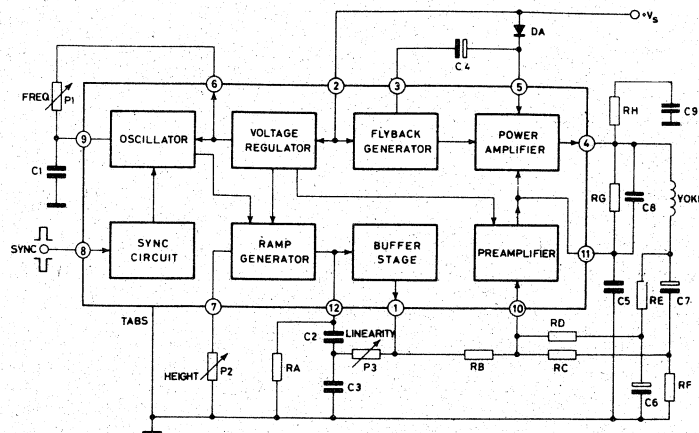 +Vs
DA
C4
6
2
3
5
FREQ.
P1
RH
C9
9
OSCILLATOR
VOLTAGE
REGULATOR
FLYBACK
GENERATOR
POWER
AMPLIFIER
4
C1
RG
C8
YOKE
SYNC
8
SYNC
CIRCUIT
RAMP
GENERATOR
BUFFER
STAGE
PREAMPLIFIER
11
C5
RE
C7
TABS
7
12
1
10
C2
LINEARITY
RD
HEIGHT
P2
RA
P3
RB
RC
C3
C6
RF